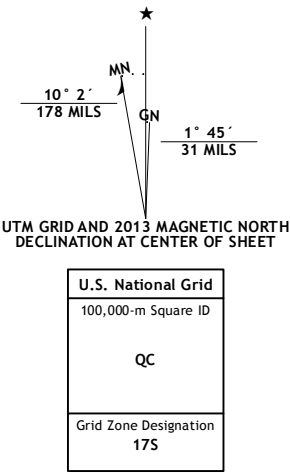 ★
MN
GN
10° 2´
178 MILS
1° 45´
31 MILS
UTM GRID AND 2013 MAGNETIC NORTH
DECLINATION AT CENTER OF SHEET
U.S. National Grid
100,000-m Square ID
QC
Grid Zone Designation
17S